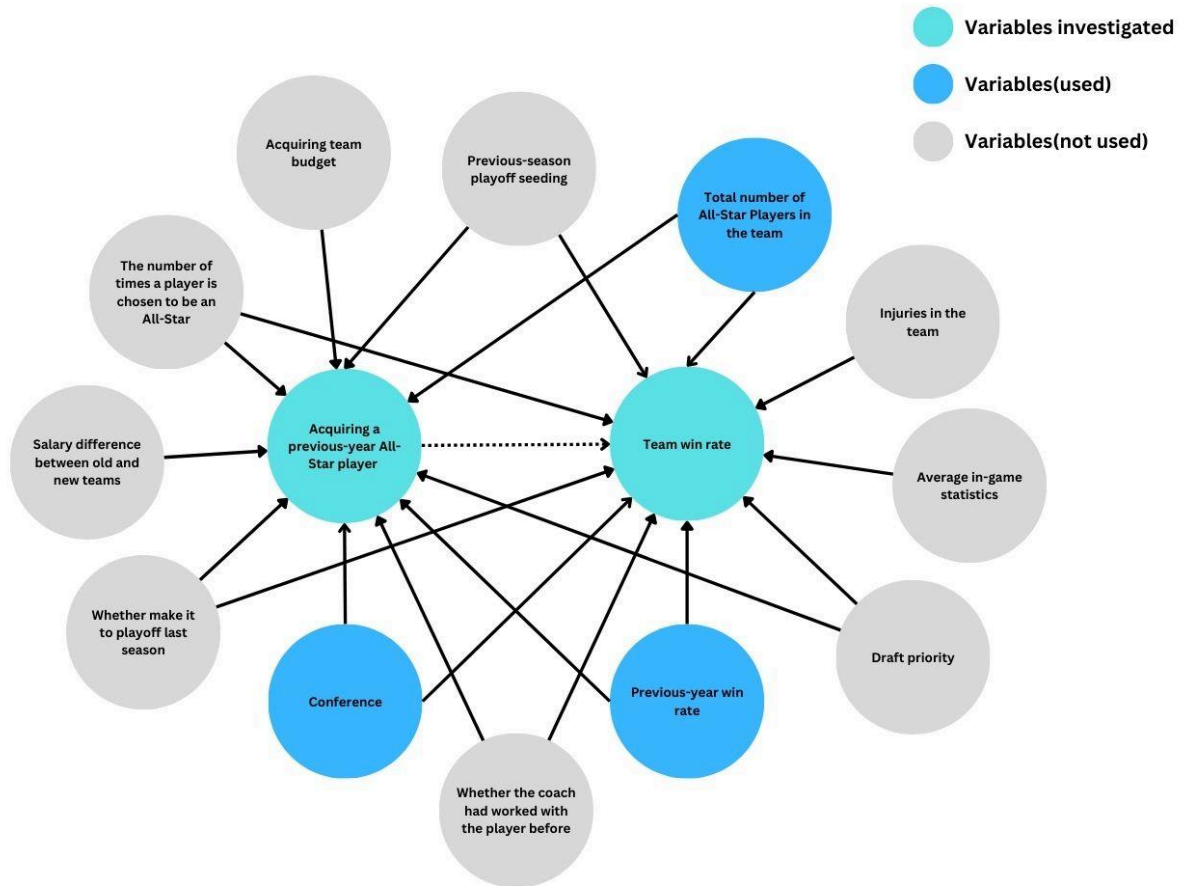 Variables investigated
Variables(used)
Variables(not used)
Acquiring team
budget
Previous-season
playoff seeding
Total number of
All-Star Players in
the team
The number of
times a player is
chosen to be an
All-Star
Injuries in the
team
Acquiring a
previous-year All-
Star player
Team win rate
Salary difference
between old and
new teams
Average in-game
statistics
Whether make it
to playoff last
season
Conference
Previous-year win
rate
Draft priority
Whether the coach
had worked with
the player before